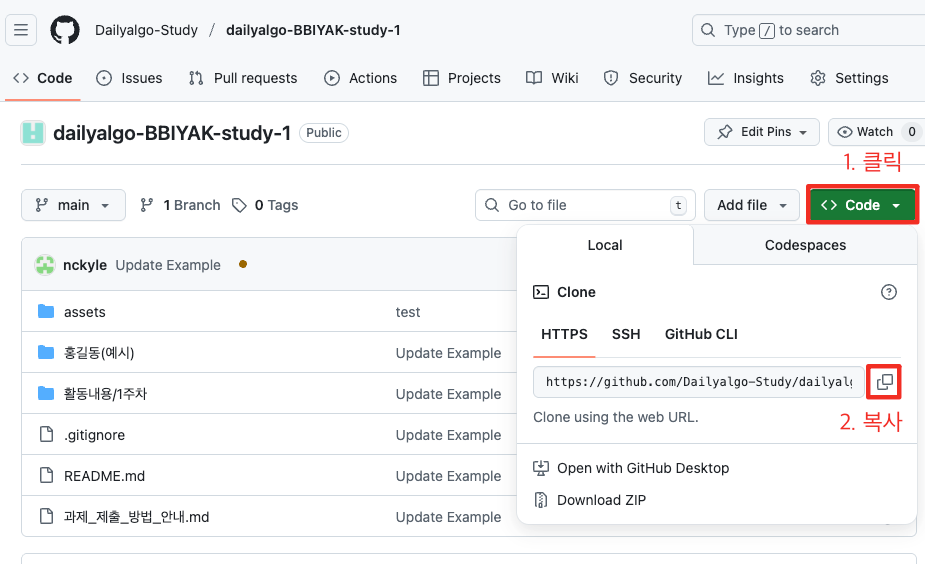 Dailyalgo-Study / dailyalgo-BBIYAK-study-1
Type / to search
Code Issues Pull requests Actions Projects Wiki Security Insights Settings
dailyalgo-BBIYAK-study-1 Public
Edit Pins
Watch 0
1. 클릭
main
1 Branch
0 Tags
Go to file t
Add file
Code
nckyle Update Example
assets test
홍길동(예시) Update Example
활동내용/1주차 Update Example
.gitignore Update Example
README.md Update Example
과제_제출_방법_안내.md Update Example
Local Codespaces
Clone
HTTPS SSH GitHub CLI
https://github.com/Dailyalgo-Study/dailyalg
2. 복사
Clone using the web URL.
Open with GitHub Desktop
Download ZIP